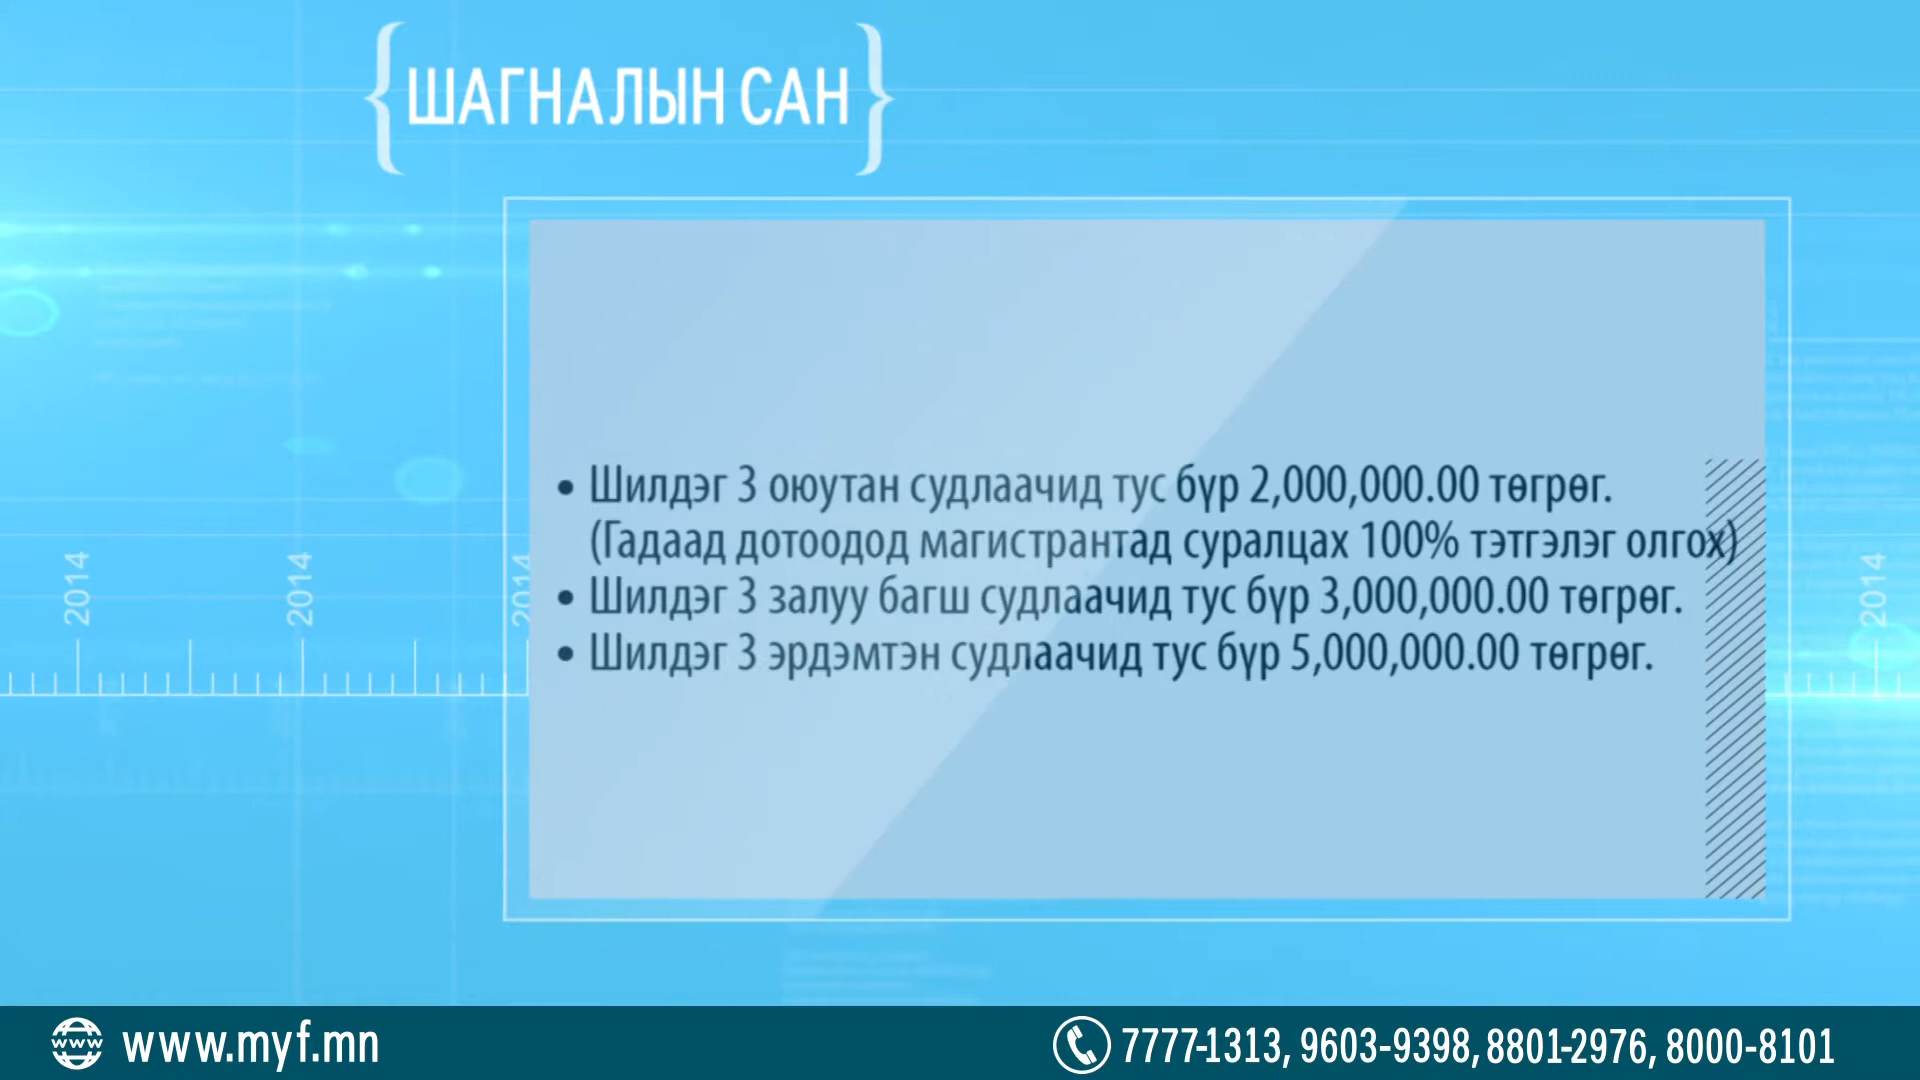 ШАГНАЛЫН САН
• Шилдэг 3 оюутан судлаачид тус бүр 2,000,000.00 төгрөг.
(Гадаад дотоодод магистрантад суралцах 100% тэтгэлэг олгох)
• Шилдэг 3 залуу багш судлаачид тус бүр 3,000,000.00 төгрөг.
• Шилдэг 3 эрдэмтэн судлаачид тус бүр 5,000,000.00 төгрөг.
2014
2014
2014
2014
www
www.myf.mn
7777-1313, 9603-9398, 8801-2976, 8000-8101